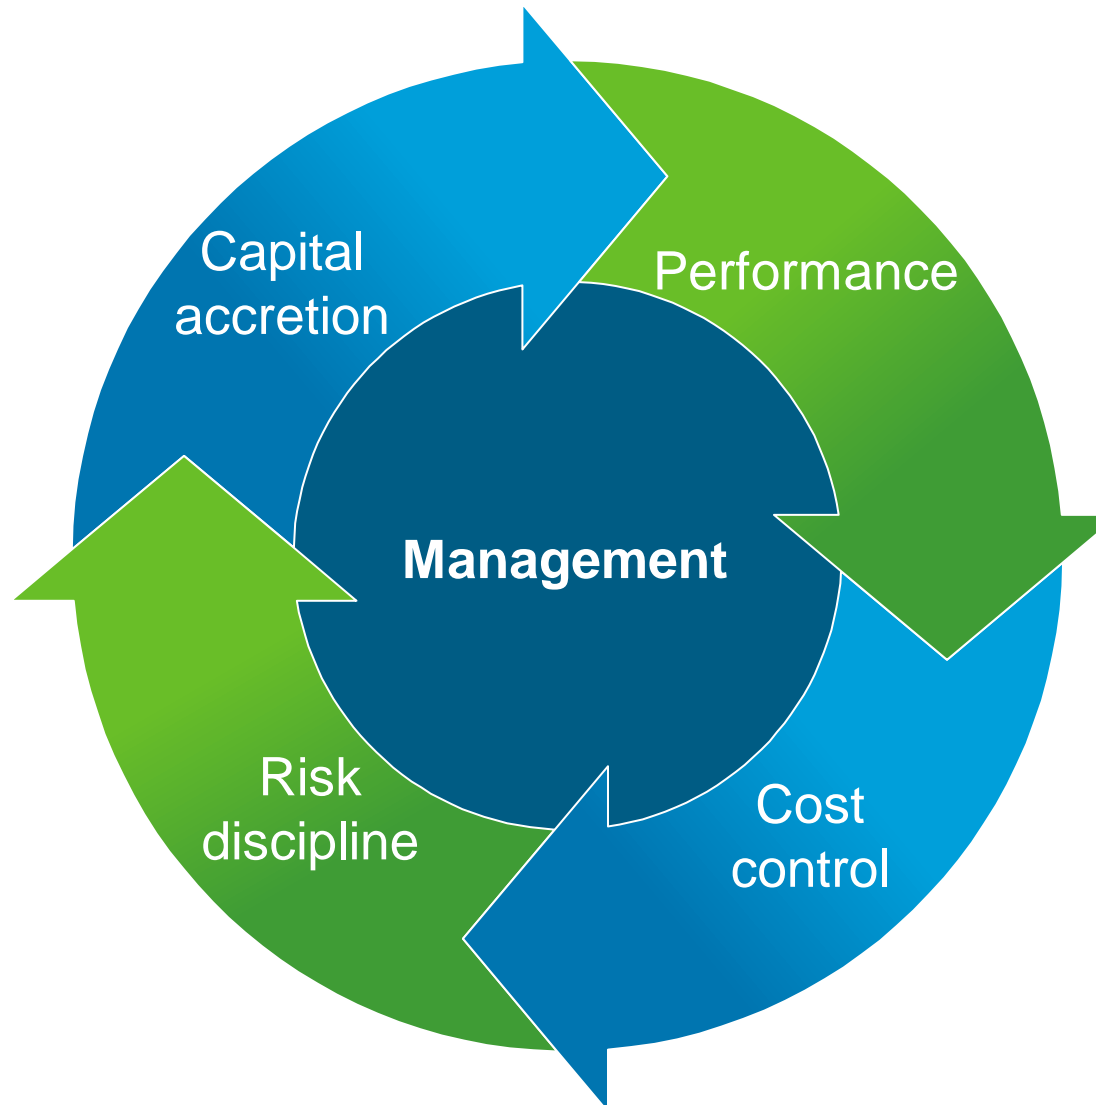 Capital
accretion
Performance
Management
Risk
discipline
Cost
control